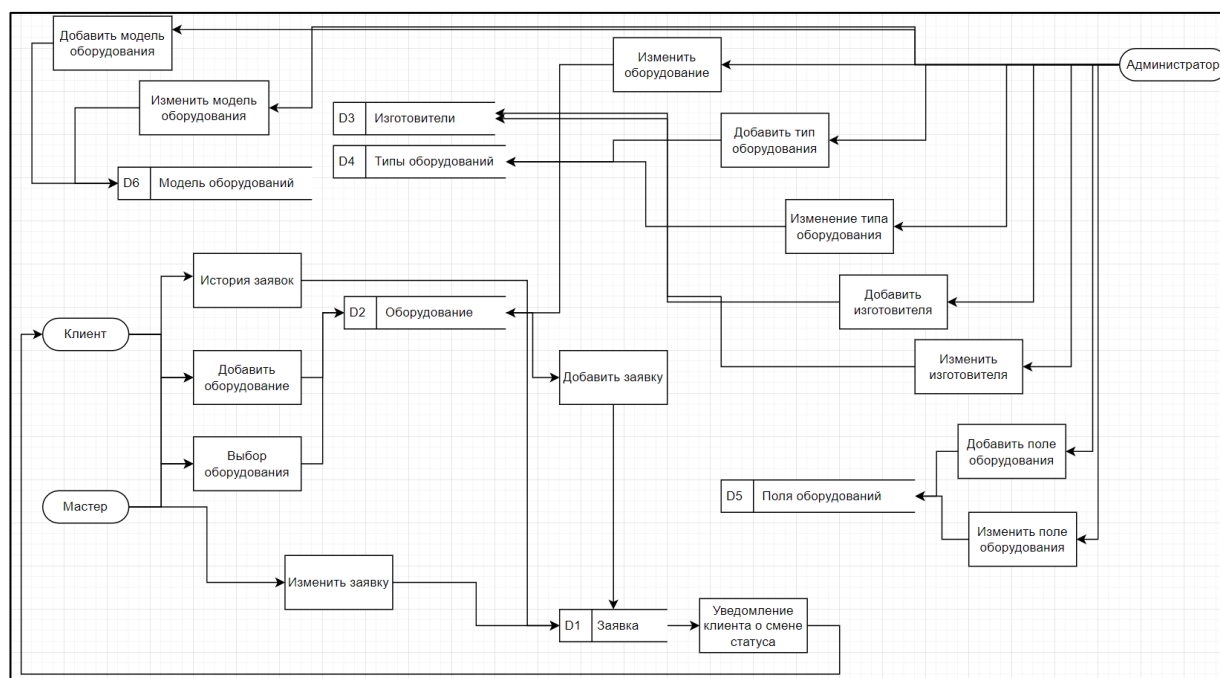 Добавить модель
оборудования
Изменить
оборудование
Администратор
Изменить модель
оборудования
D3 Изготовители
Добавить тип
оборудования
D4 Типы оборудований
D6 Модель оборудований
Изменение типа
оборудования
История заявок
D2 Оборудование
Добавить
изготовителя
Клиент
Изменить
изготовителя
Добавить
оборудование
Добавить заявку
Выбор
оборудования
Добавить поле
оборудования
D5 Поля оборудований
Мастер
Изменить поле
оборудования
Изменить заявку
D1 Заявка
Уведомление
клиента о смене
статуса